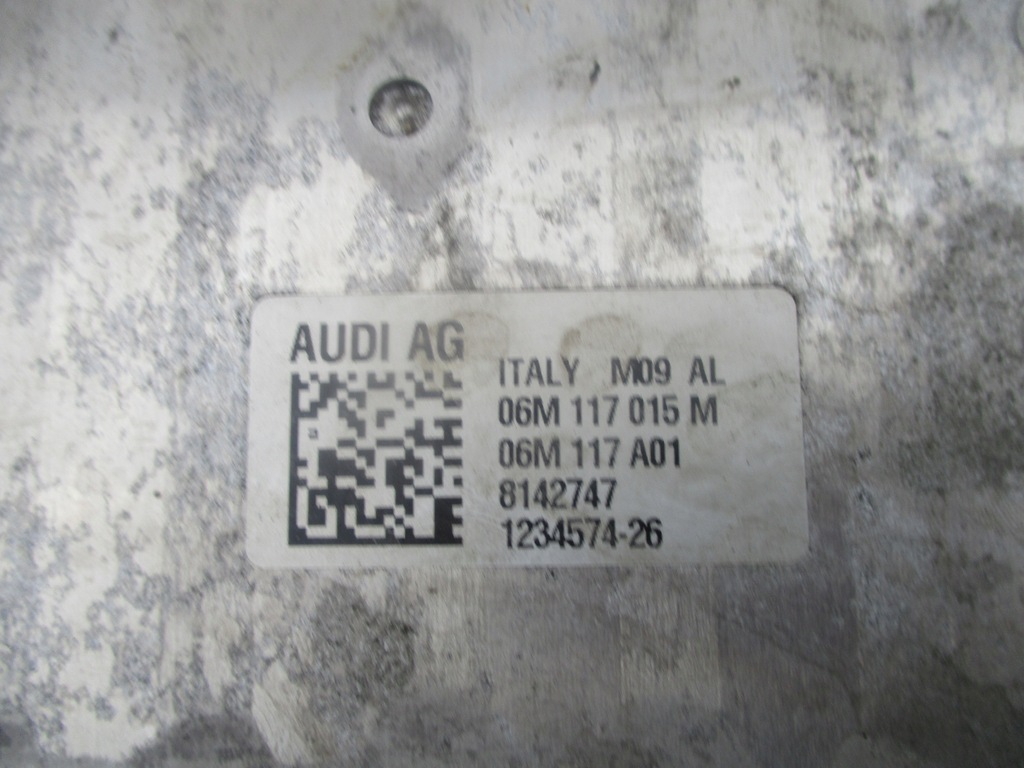 AUDI AG
ITALY M09 AL
06M 117 015 M
06M 117 A01
8142747
1234574-26